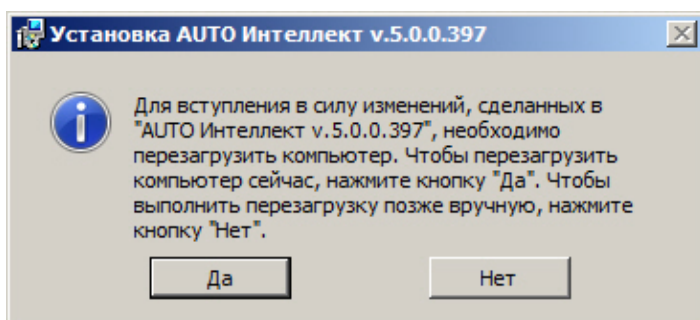 Установка AUTO Интеллект v.5.0.0.397
Для вступления в силу изменений, сделанных в
"AUTO Интеллект v.5.0.0.397", необходимо
перезагрузить компьютер. Чтобы перезагрузить
компьютер сейчас, нажмите кнопку "Да". Чтобы
выполнить перезагрузку позже вручную, нажмите
кнопку "Нет".
Да
Нет